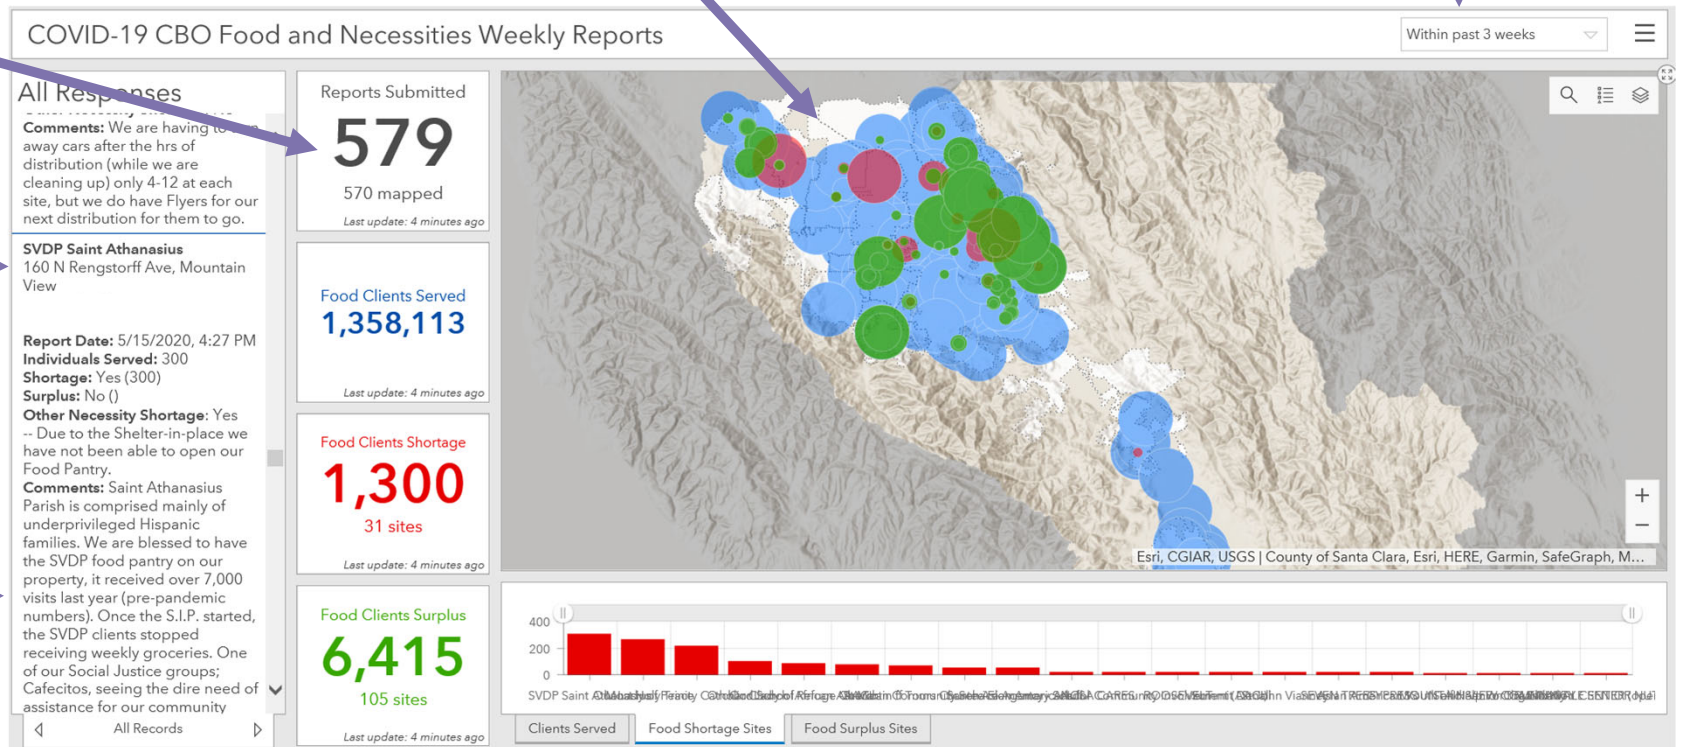 COVID-19 CBO Food and Necessities Weekly Reports
Within past 3 weeks
All Responses
Comments: We are having to
away cars after the hrs of
distribution (while we are
cleaning up) only 4-12 at each
site, but we do have Flyers for our
next distribution for them to go.
SVDP Saint Athanasius
160 N Rengstorff Ave, Mountain
View
Report Date: 5/15/2020, 4:27 PM
Individuals Served: 300
Shortage: Yes (300)
Surplus: No ()
Other Necessity Shortage: Yes
-- Due to the Shelter-in-place we
have not been able to open our
Food Pantry.
Comments: Saint Athanasius
Parish is comprised mainly of
underprivileged Hispanic
families. We are blessed to have
the SVDP food pantry on our
property, it received over 7,000
visits last year (pre-pandemic
numbers). Once the S.I.P. started,
the SVDP clients stopped
receiving weekly groceries. One
of our Social Justice groups;
Cafecitos, seeing the dire need of
assistance for our community
All Records
Reports Submitted
579
570 mapped
Last update: 4 minutes ago
Food Clients Served
1,358,113
Last update: 4 minutes ago
Food Clients Shortage
1,300
31 sites
Last update: 4 minutes ago
Food Clients Surplus
6,415
105 sites
Last update: 4 minutes ago
+
−
Esri, CGIAR, USGS | County of Santa Clara, Esri, HERE, Garmin, SafeGraph, M...
400
200
0
SVDP Saint
Clients Served
Food Shortage Sites
Food Surplus Sites